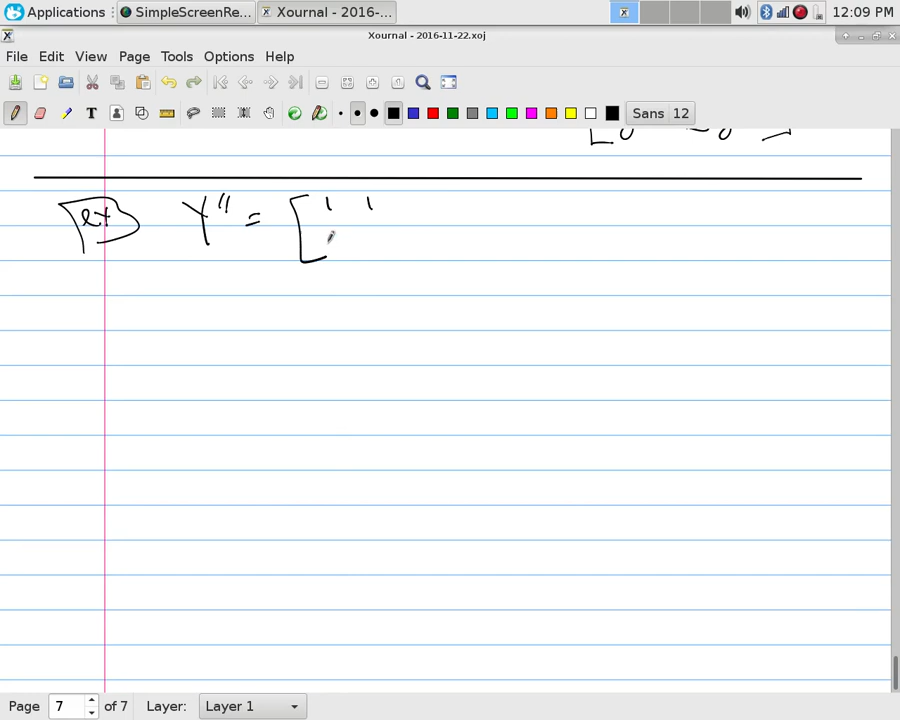 Applications SimpleScreenRe... Xournal - 2016-... 12:09 PM
Xournal - 2016-11-22.xoj
File Edit View Page Tools Options Help
T Sans 12
ex Y" = [ 1 1
Page 7 of 7 Layer: Layer 1